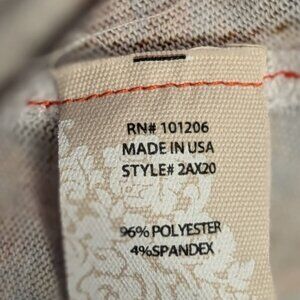 RN# 101206
MADE IN USA
STYLE# 2AX20
96% POLYESTER
4%SPANDEX